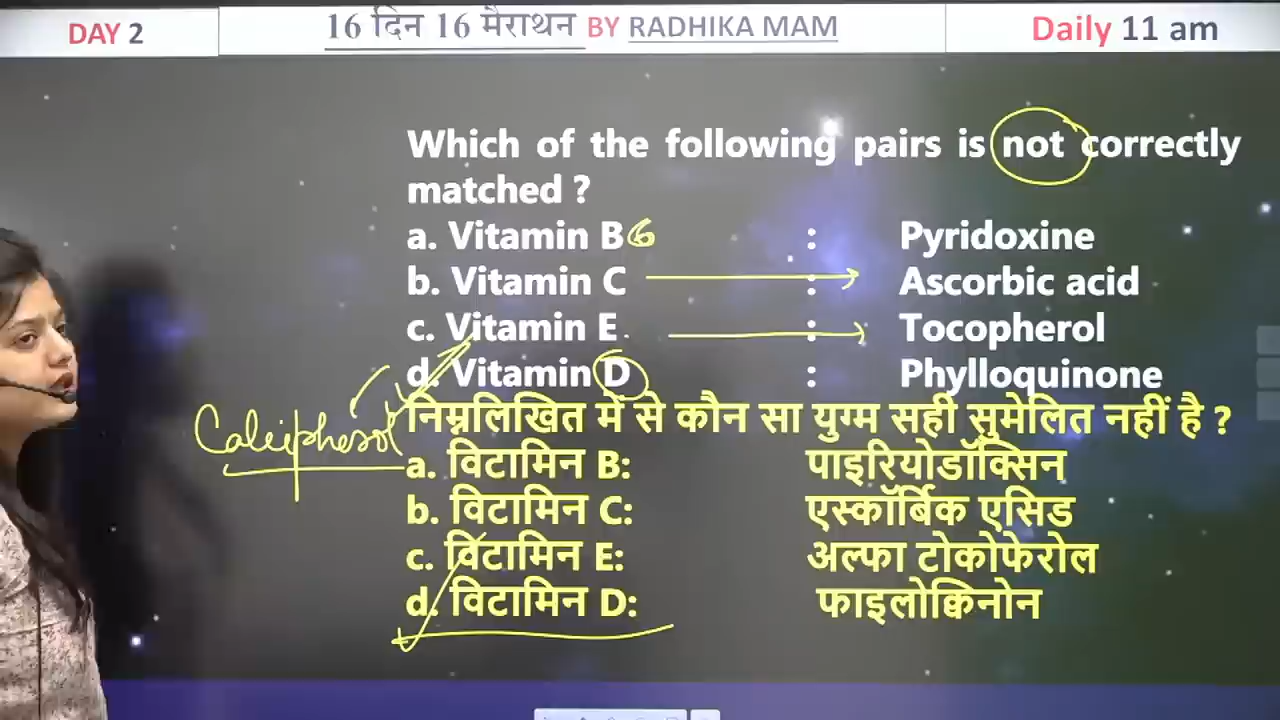 DAY 2
16 दिन 16 मैराथन BY RADHIKA MAM
Daily 11 am
Which of the following pairs is not correctly
matched ?
a. Vitamin B6 : Pyridoxine
b. Vitamin C : Ascorbic acid
c. Vitamin E : Tocopherol
d. Vitamin D : Phylloquinone
निम्नलिखित में से कौन सा युग्म सही सुमेलित नहीं है ?
a. विटामिन B: पाइरियोडॉक्सिन
b. विटामिन C: एस्कॉर्बिक एसिड
c. विटामिन E: अल्फा टोकोफेरोल
d. विटामिन D: फाइलोक्विनोन